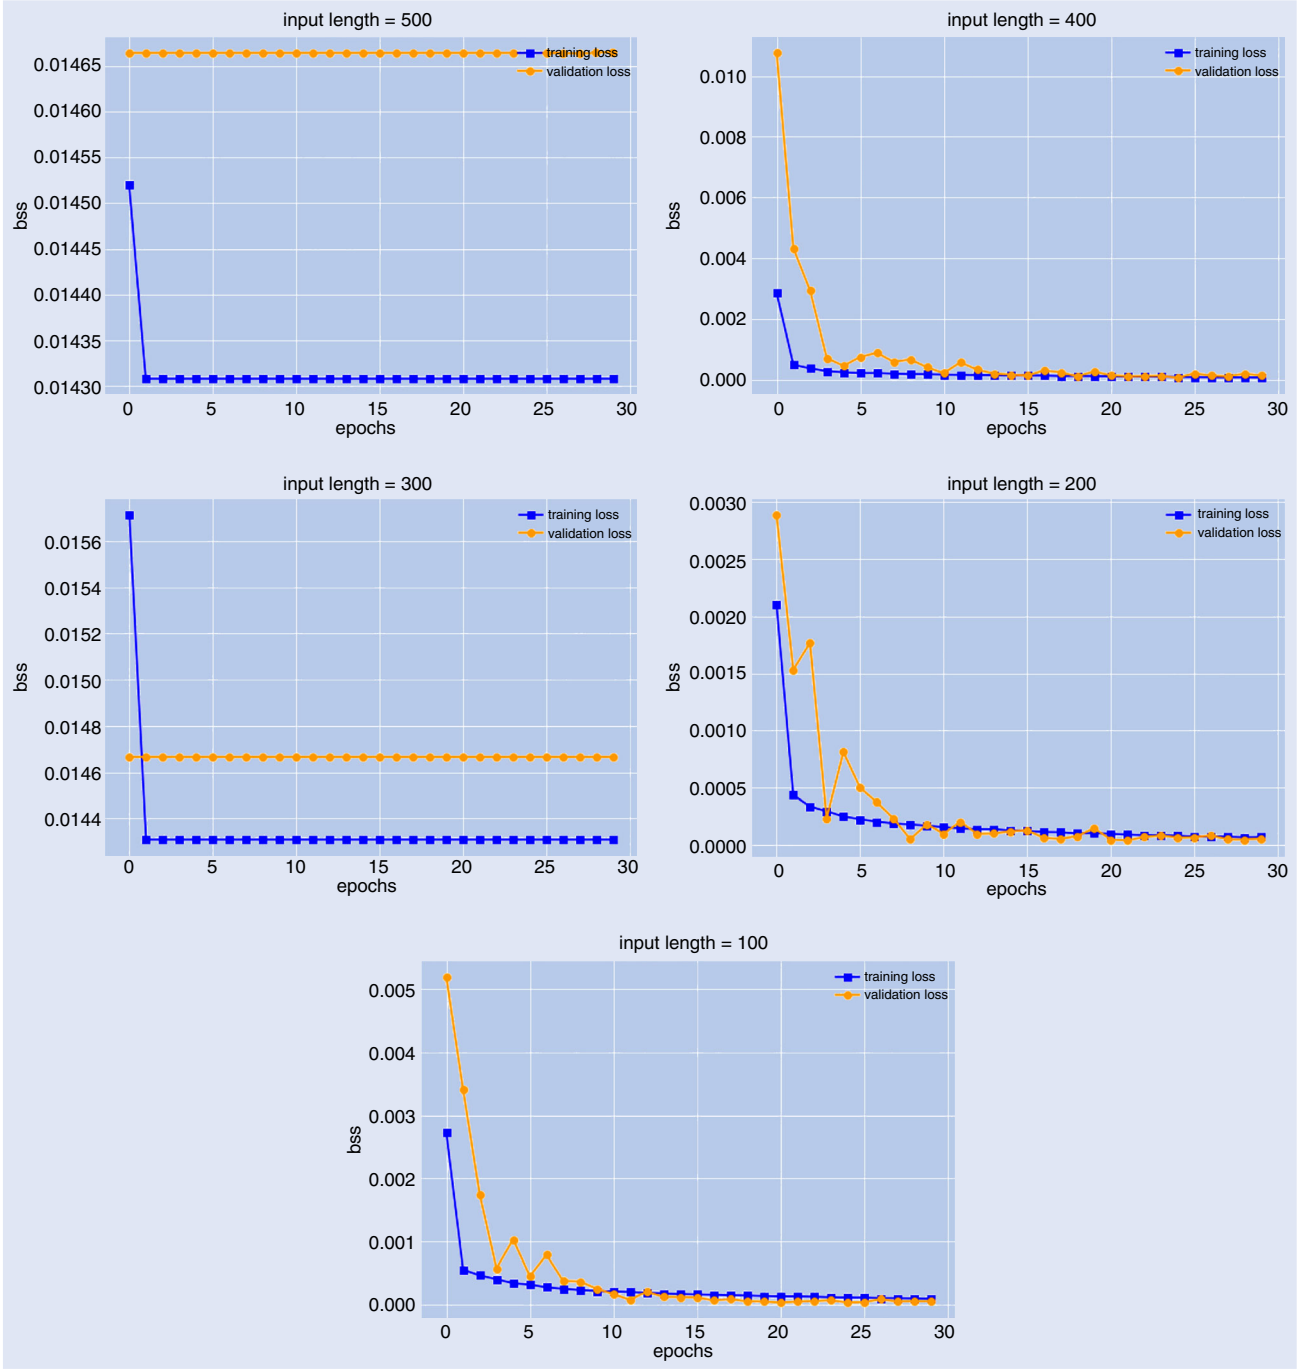 input length = 500
training loss
validation loss
0.01465
0.01460
0.01455
0.01450
0.01445
0.01440
0.01435
0.01430
bss
0 5 10 15 20 25 30
epochs
input length = 400
training loss
validation loss
0.010
0.008
0.006
0.004
0.002
0.000
bss
0 5 10 15 20 25 30
epochs
input length = 300
training loss
validation loss
0.0156
0.0154
0.0152
0.0150
0.0148
0.0146
0.0144
bss
0 5 10 15 20 25 30
epochs
input length = 200
training loss
validation loss
0.0030
0.0025
0.0020
0.0015
0.0010
0.0005
0.0000
bss
0 5 10 15 20 25 30
epochs
input length = 100
training loss
validation loss
0.005
0.004
0.003
0.002
0.001
0.000
bss
0 5 10 15 20 25 30
epochs